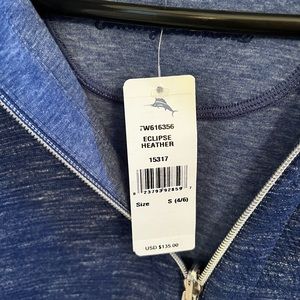 TW616356
ECLIPSE
HEATHER
15317
Size S (4/6)
USD $135.00